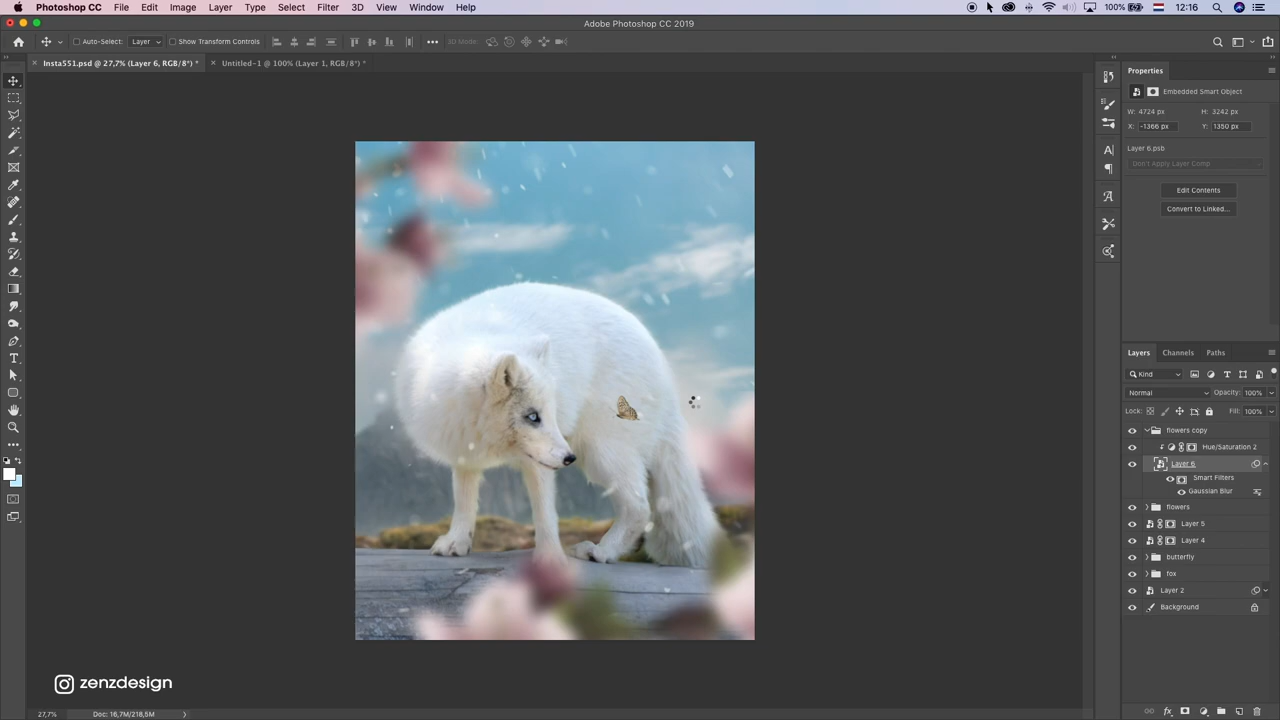 Photoshop CC File Edit Image Layer Type Select Filter 3D View Window Help 100% 12:16
Adobe Photoshop CC 2019
Auto-Select: Layer Show Transform Controls 3D Mode:
Insta551.psd @ 27,7% (Layer 6, RGB/8*) * Untitled-1 @ 100% (Layer 1, RGB/8*) *
Properties
Embedded Smart Object
W: 4724 px H: 3242 px
X: -1366 px Y: 1350 px
Layer 6.psb
Don't Apply Layer Comp
Edit Contents
Convert to Linked...
Layers Channels Paths
Kind
Normal Opacity: 100%
Lock: Fill: 100%
flowers copy
Hue/Saturation 2
Layer 6
Smart Filters
Gaussian Blur
flowers
Layer 5
Layer 4
butterfly
fox
Layer 2
Background
zenzdesign
27,7% Doc: 16,7M/218,5M